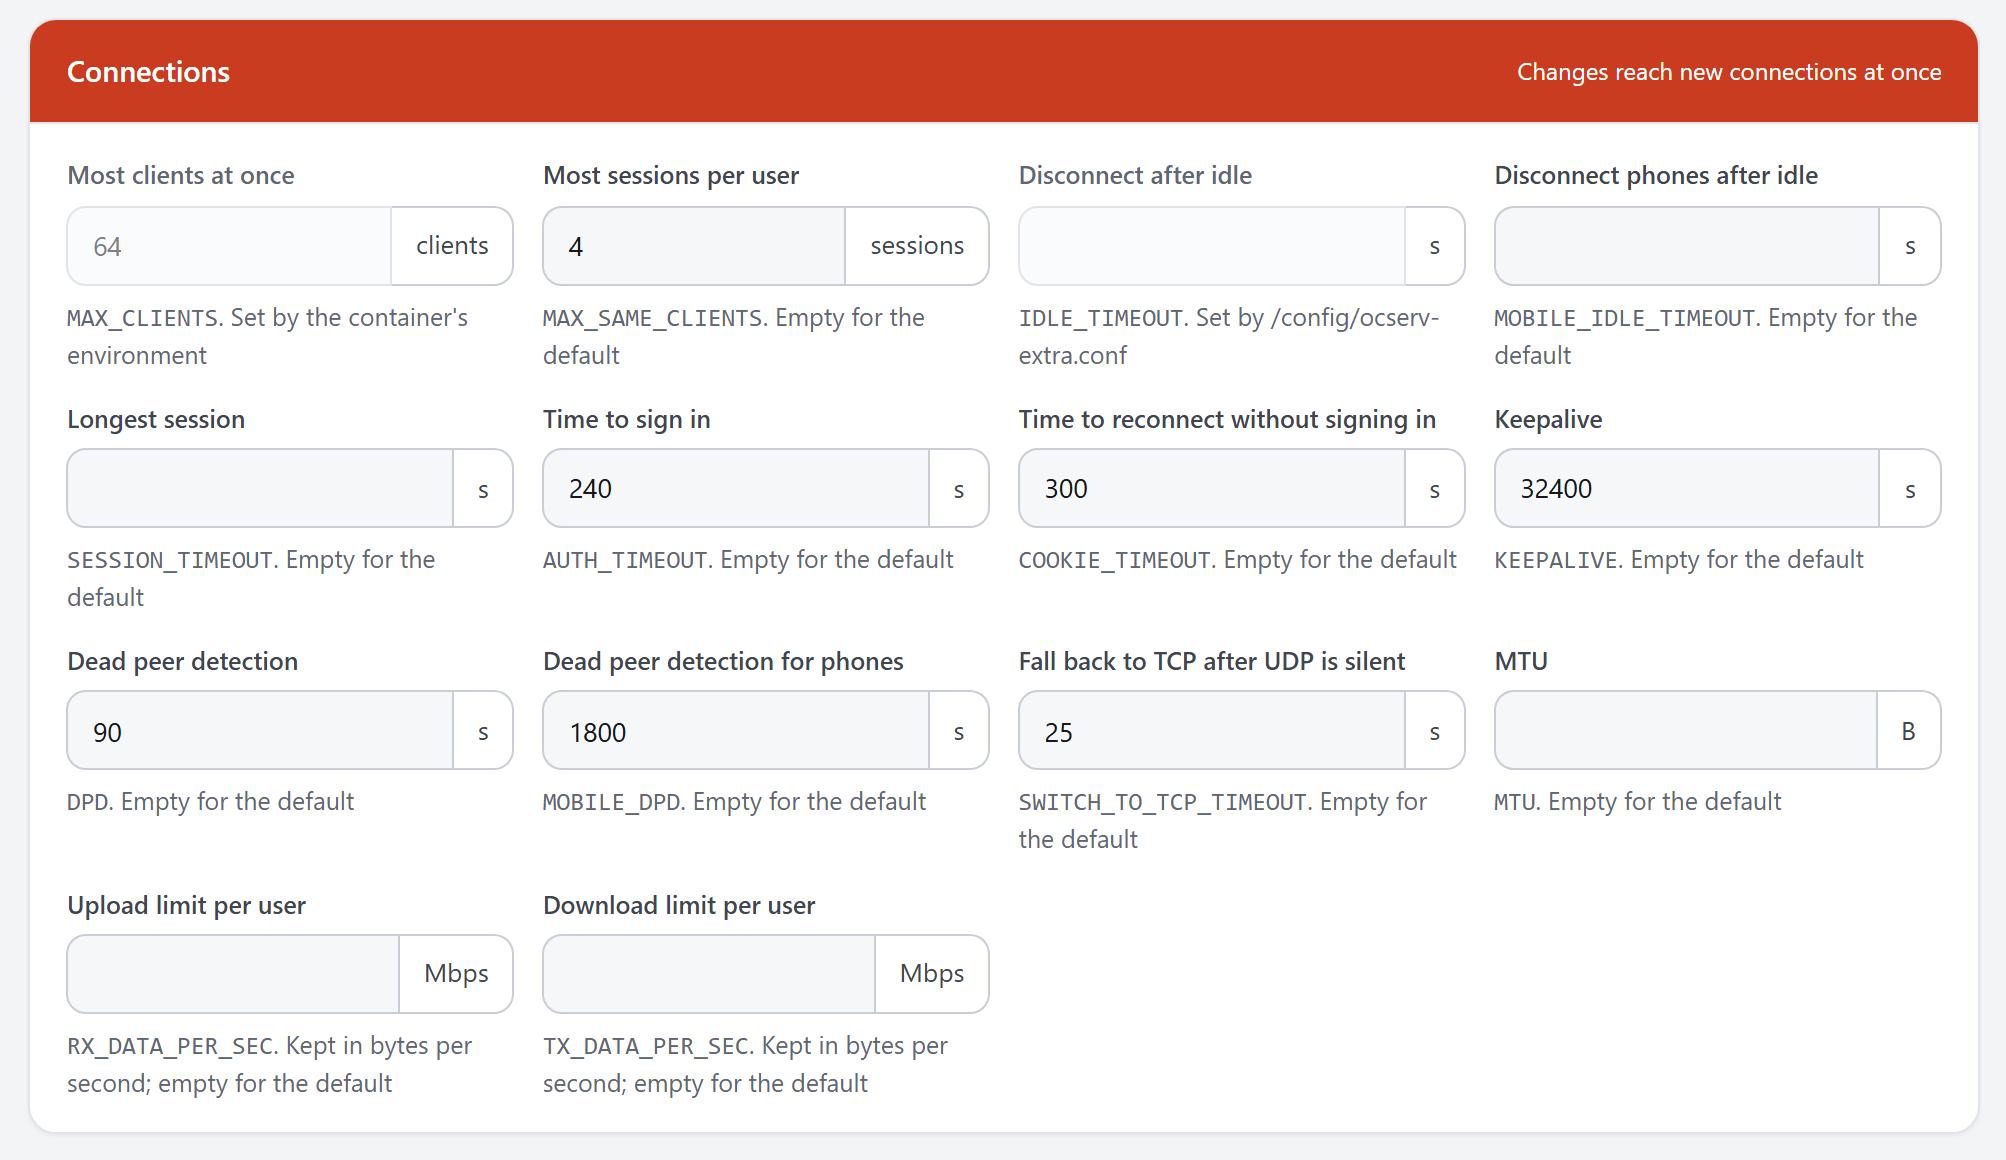 Connections
Changes reach new connections at once
Most clients at once
Most sessions per user
Disconnect after idle
Disconnect phones after idle
64 clients
4 sessions
s
s
MAX_CLIENTS. Set by the container's
environment
MAX_SAME_CLIENTS. Empty for the
default
IDLE_TIMEOUT. Set by /config/ocserv-
extra.conf
MOBILE_IDLE_TIMEOUT. Empty for the
default
Longest session
Time to sign in
Time to reconnect without signing in
Keepalive
s
240 s
300 s
32400 s
SESSION_TIMEOUT. Empty for the
default
AUTH_TIMEOUT. Empty for the default
COOKIE_TIMEOUT. Empty for the default
KEEPALIVE. Empty for the default
Dead peer detection
Dead peer detection for phones
Fall back to TCP after UDP is silent
MTU
90 s
1800 s
25 s
B
DPD. Empty for the default
MOBILE_DPD. Empty for the default
SWITCH_TO_TCP_TIMEOUT. Empty for
the default
MTU. Empty for the default
Upload limit per user
Download limit per user
Mbps
Mbps
RX_DATA_PER_SEC. Kept in bytes per
second; empty for the default
TX_DATA_PER_SEC. Kept in bytes per
second; empty for the default